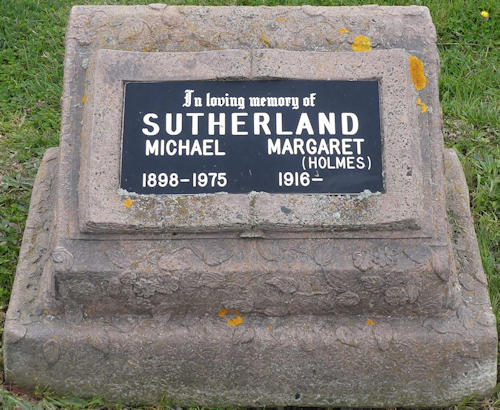 In loving memory of
SUTHERLAND
MICHAEL MARGARET
(HOLMES)
1898-1975 1916-